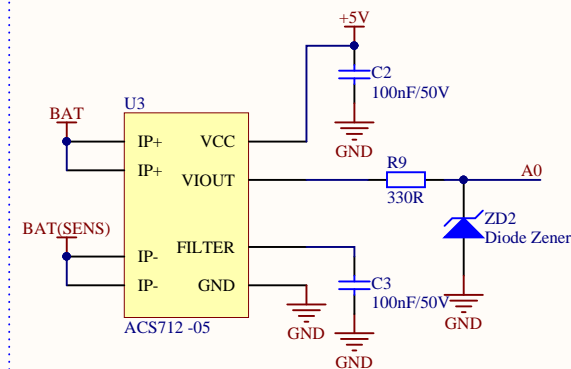 +5V
C2
100nF/50V
GND
U3
BAT
IP+
VCC
IP+
VIOUT
R9
330R
A0
BAT(SENS)
ZD2
Diode Zener
IP-
FILTER
IP-
GND
C3
100nF/50V
GND
GND
GND
ACS712 -05